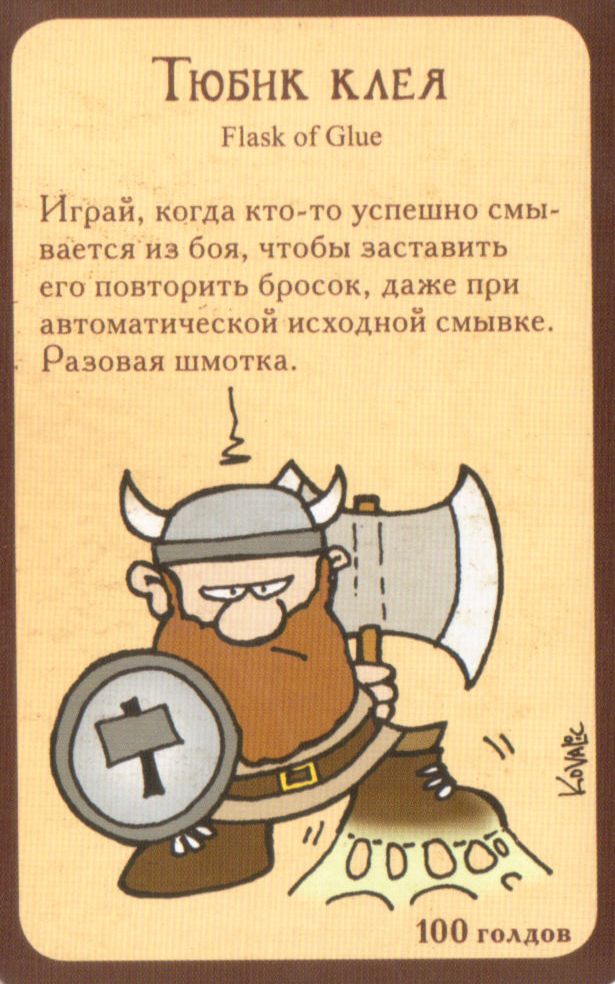 Тюбик клея
Flask of Glue
Играй, когда кто-то успешно смы-
вается из боя, чтобы заставить
его повторить бросок, даже при
автоматической исходной смывке.
Разовая шмотка.
KOVALIC
100 голдов